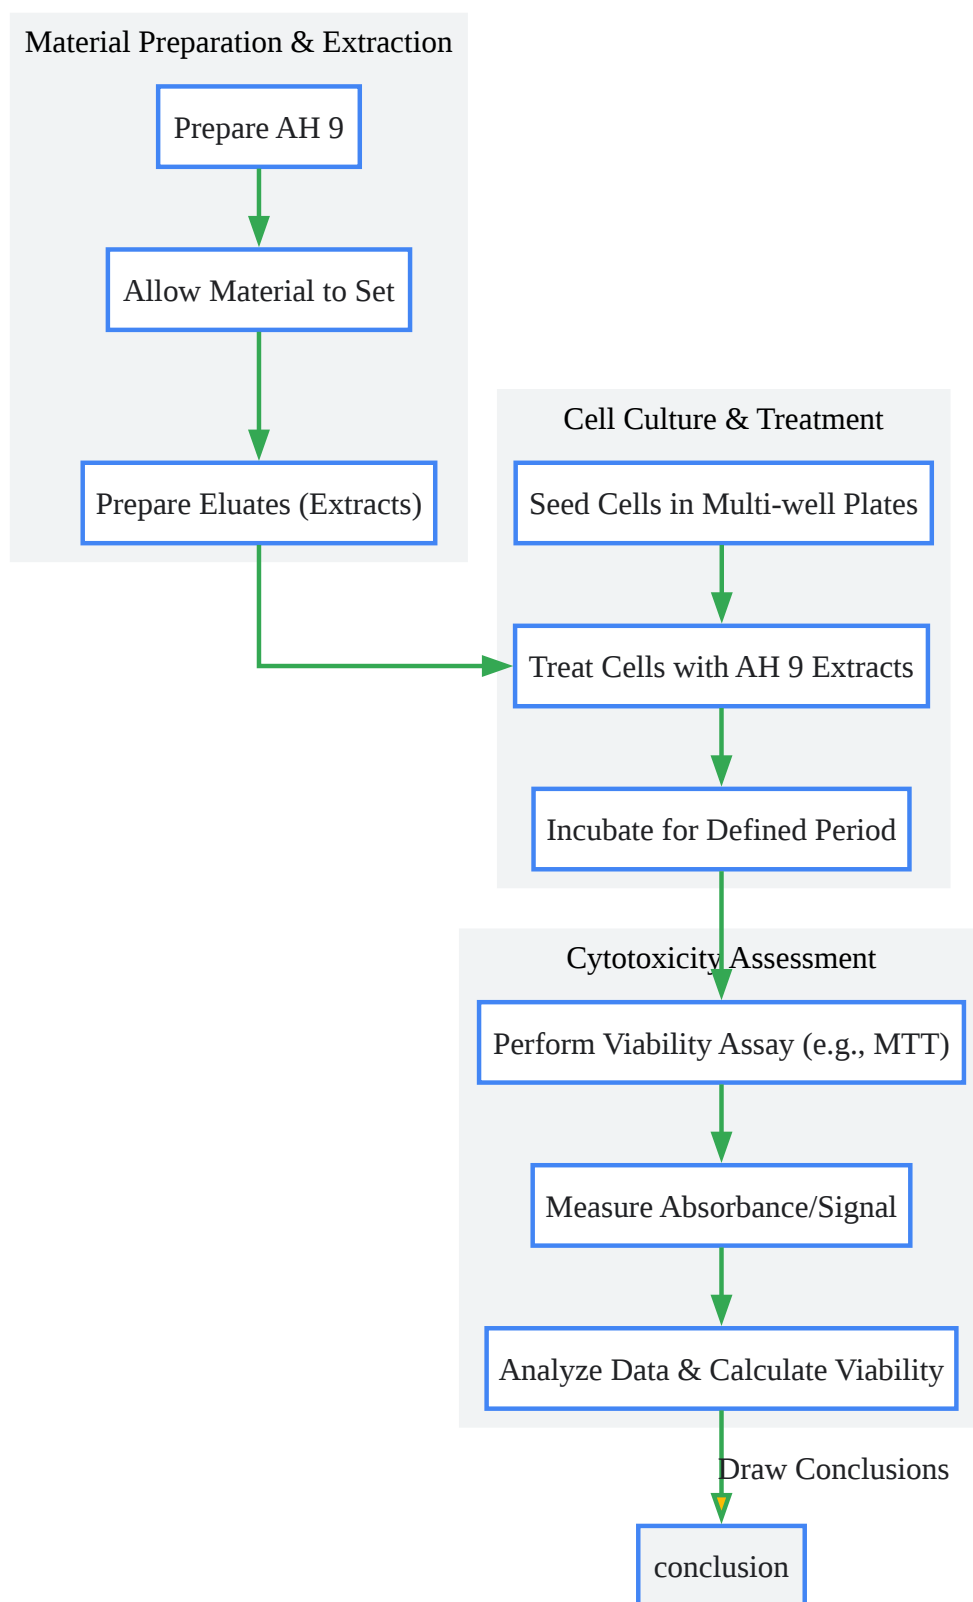 Material Preparation & Extraction
Prepare AH 9
Allow Material to Set
Prepare Eluates (Extracts)
Cell Culture & Treatment
Seed Cells in Multi-well Plates
Treat Cells with AH 9 Extracts
Incubate for Defined Period
Cytotoxicity Assessment
Perform Viability Assay (e.g., MTT)
Measure Absorbance/Signal
Analyze Data & Calculate Viability
Draw Conclusions
conclusion